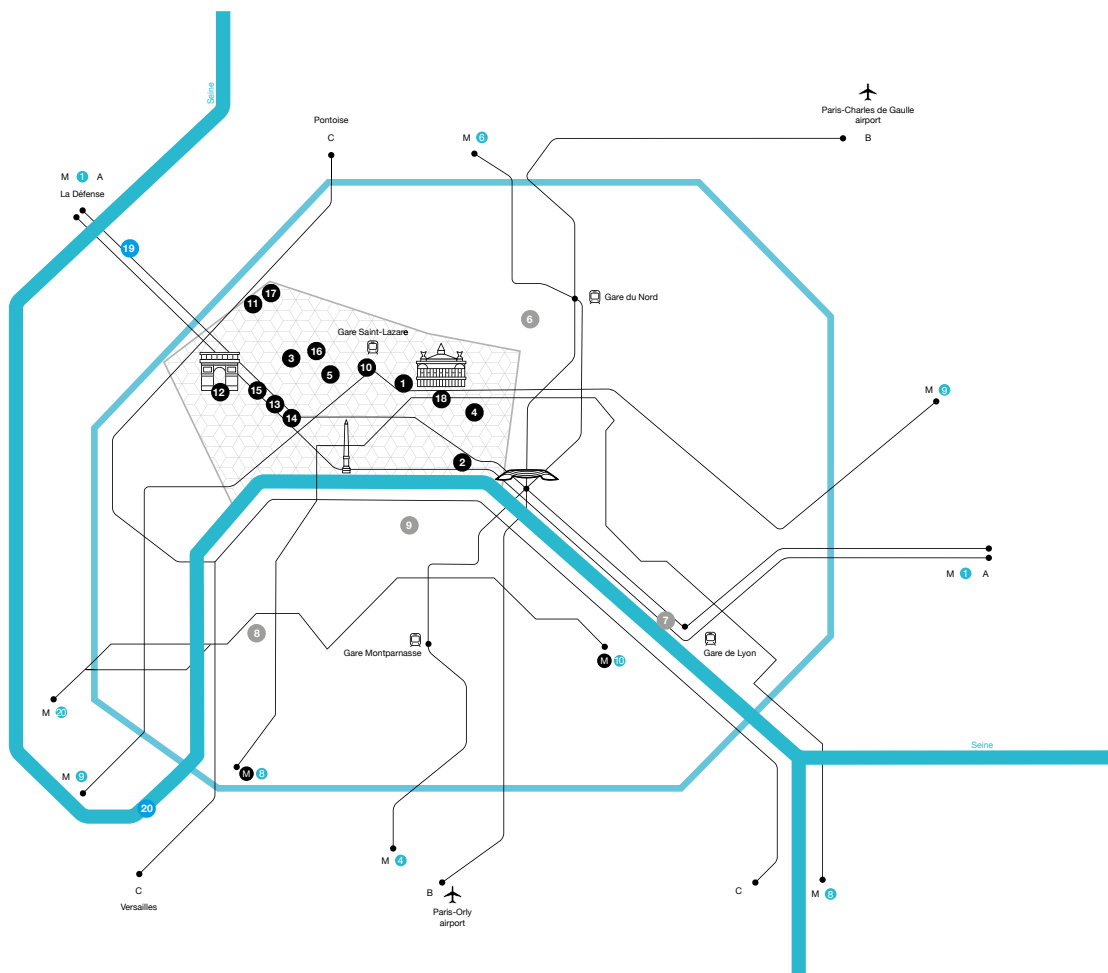 Seine
Paris-Charles de Gaulle
airport
B
Pontoise
C
M 6
M 1 A
La Défense
19
17
11
Gare du Nord
6
Gare Saint-Lazare
16
3
10
5
1
12
15
18
13
4
14
M 9
2
9
M 1 A
7
8
Gare Montparnasse
Gare de Lyon
M 10
M 20
Seine
M 9
M 8
20
M 4
C
Versailles
B
Paris-Orly
airport
C
M 8